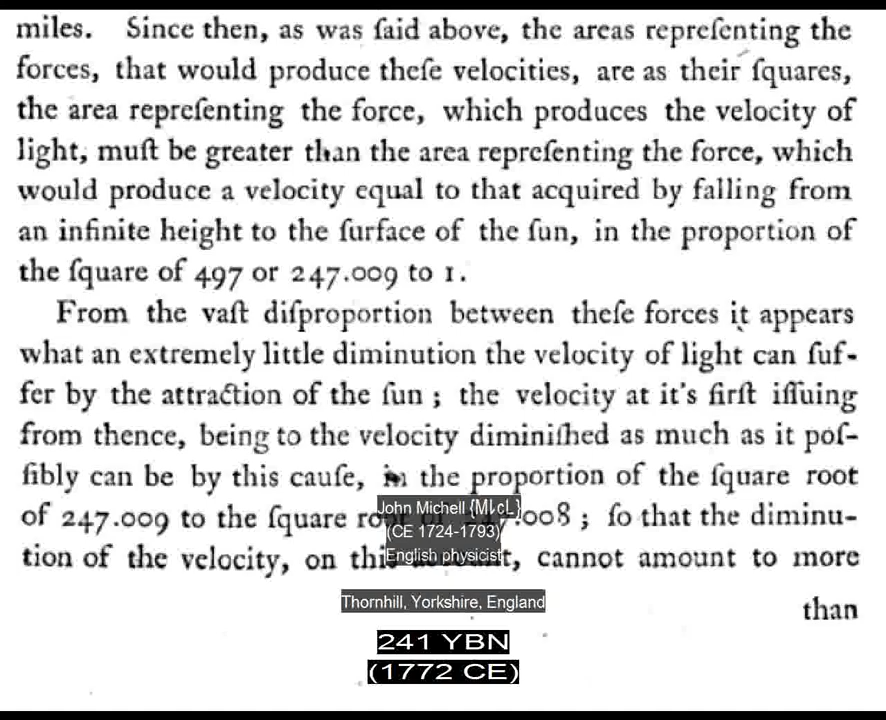 miles. Since then, as was ſaid above, the areas repreſenting the
forces, that would produce theſe velocities, are as their ſquares,
the area repreſenting the force, which produces the velocity of
light, muſt be greater than the area repreſenting the force, which
would produce a velocity equal to that acquired by falling from
an infinite height to the ſurface of the ſun, in the proportion of
the ſquare of 497 or 247.009 to 1.
From the vaſt diſproportion between theſe forces it appears
what an extremely little diminution the velocity of light can ſuf-
fer by the attraction of the ſun ; the velocity at it's firſt iſſuing
from thence, being to the velocity diminiſhed as much as it poſ-
ſibly can be by this cauſe, in the proportion of the ſquare root
of 247.009 to the ſquare .008 ; ſo that the diminu-
tion of the velocity, on cannot amount to more
than
John Michell
(CE 1724-1793)
English physicist
Thornhill, Yorkshire, England
241 YBN
(1772 CE)